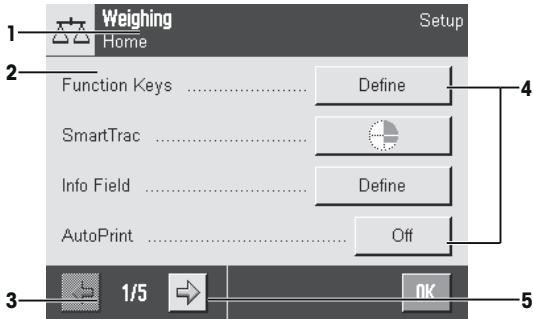 Weighing
Setup
1
Home
2
Function Keys ........................ Define
4
SmartTrac ........................
Info Field ........................ Define
AutoPrint ........................ Off
3
1/5
OK
5